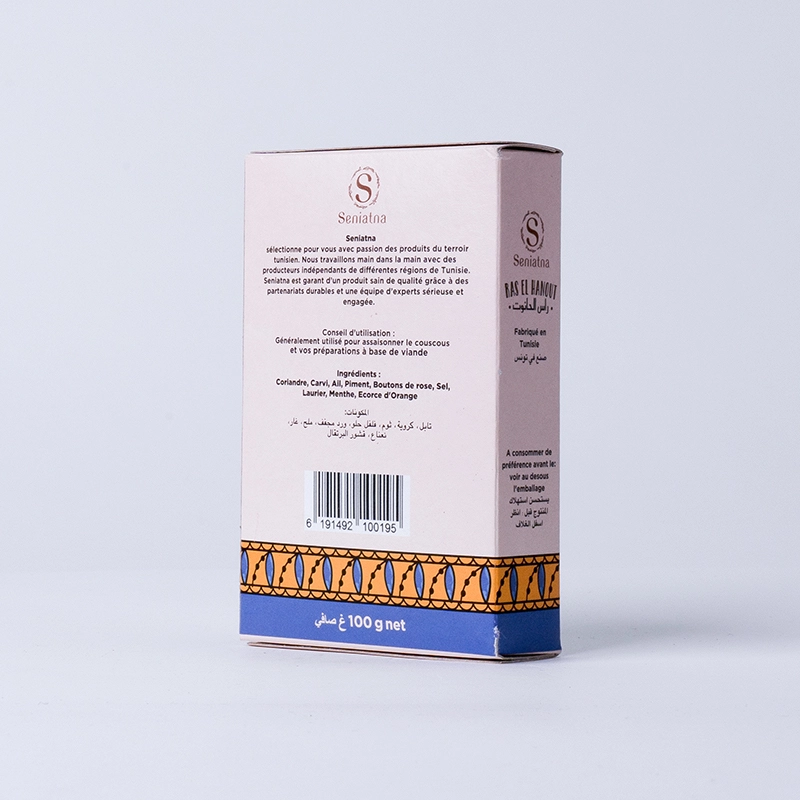 S
Seniatna
Seniatna
sélectionne pour vous avec passion des produits du terroir
tunisien. Nous travaillons main dans la main avec des
producteurs indépendants de différentes régions de Tunisie.
Seniatna est garant d'un produit sain de qualité grâce à des
partenariats durables et une équipe d'experts sérieuse et
engagée.
Conseil d'utilisation :
Généralement utilisé pour assaisonner le couscous
et vos préparations à base de viande
Ingrédients :
Coriandre, Carvi, Ail, Piment, Boutons de rose, Sel,
Laurier, Menthe, Ecorce d'Orange
المكونات:
تابل، كروية، ثوم، فلفل حلو، ورد مجفف، ملح، غار،
نعناع، قشور البرتقال
6 191492 100195
100 g net غ صافي
S
Seniatna
RAS EL HANOUT
راس الحانوت
Fabriqué en
Tunisie
صنع في تونس
A consommer de
préférence avant le:
voir au desous
l'emballage
يستحسن استهلاك
المنتوج قبل : انظر
اسفل الغلاف